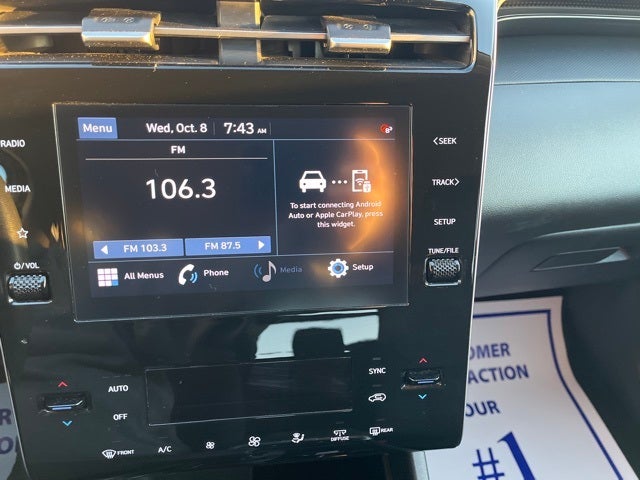 Menu Wed, Oct. 8 7:43 AM
FM
106.3
FM 103.3 FM 87.5
To start connecting Android
Auto or Apple CarPlay, press
this widget.
All Menus Phone Media Setup
RADIO
MEDIA
VOL
SEEK
TRACK
SETUP
TUNE/FILE
AUTO
OFF
SYNC
FRONT
A/C
DIFFUSE
REAR
OMER
ACTION
OUR
#1